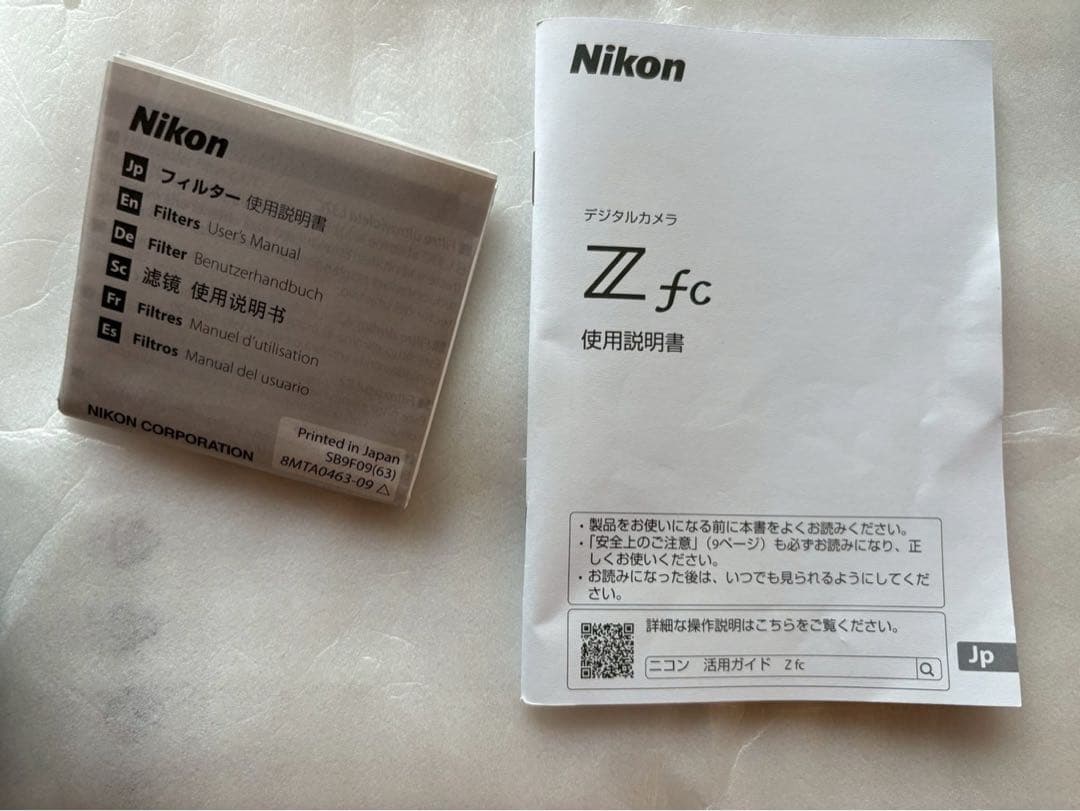 Nikon
Jp フィルター 使用説明書
En Filters User's Manual
De Filter Benutzerhandbuch
Sc 滤镜 使用说明书
Fr Filtres Manuel d'utilisation
Es Filtros Manual del usuario
NIKON CORPORATION
Printed in Japan
SB9F09(63)
8MTA0463-09 △
Nikon
デジタルカメラ
Z fc
使用説明書
・製品をお使いになる前に本書をよくお読みください。
・「安全上のご注意」（9ページ）も必ずお読みになり、正
しくお使いください。
・お読みになった後は、いつでも見られるようにしてくだ
さい。
詳細な操作説明はこちらをご覧ください。
ニコン 活用ガイド Z fc
Jp